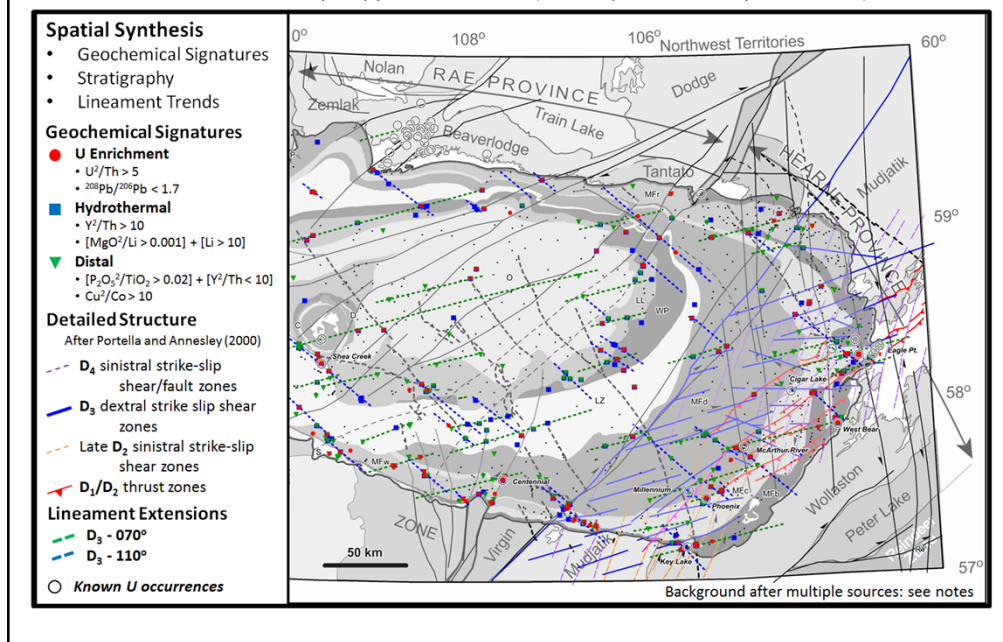 Spatial Synthesis
• Geochemical Signatures
• Stratigraphy
• Lineament Trends
Geochemical Signatures
U Enrichment
• U²/Th > 5
• ²⁰⁸Pb/²⁰⁶Pb < 1.7
Hydrothermal
• Y²/Th > 10
• [MgO²/Li > 0.001] + [Li > 10]
Distal
• [P₂O₅²/TiO₂ > 0.02] + [Y²/Th < 10]
• Cu²/Co > 10
Detailed Structure
After Portella and Annesley (2000)
D₄ sinistral strike-slip
shear/fault zones
D₃ dextral strike slip shear
zones
Late D₂ sinistral strike-slip
shear zones
D₁/D₂ thrust zones
Lineament Extensions
D₃ - 070°
D₃ - 110°
Known U occurrences
0°
108°
106°
Northwest Territories
60°
Nolan
RAE PROVINCE
Dodge
Zemlak
Beaverlodge
Train Lake
Tantato
HEARNE PROVINCE
Mudjatik
MFr
59°
O
D
C
LL
WP
Shea Creek
Eagle Pt.
Cigar Lake
58°
LZ
MFd
West Bear
S
MFw
McArthur River
Centennial
Millennium
MFc
MFb
Phoenix
Wollaston
Peter Lake
ZONE
Virgin
Mudjatik
Key Lake
R
57°
50 km
Background after multiple sources: see notes